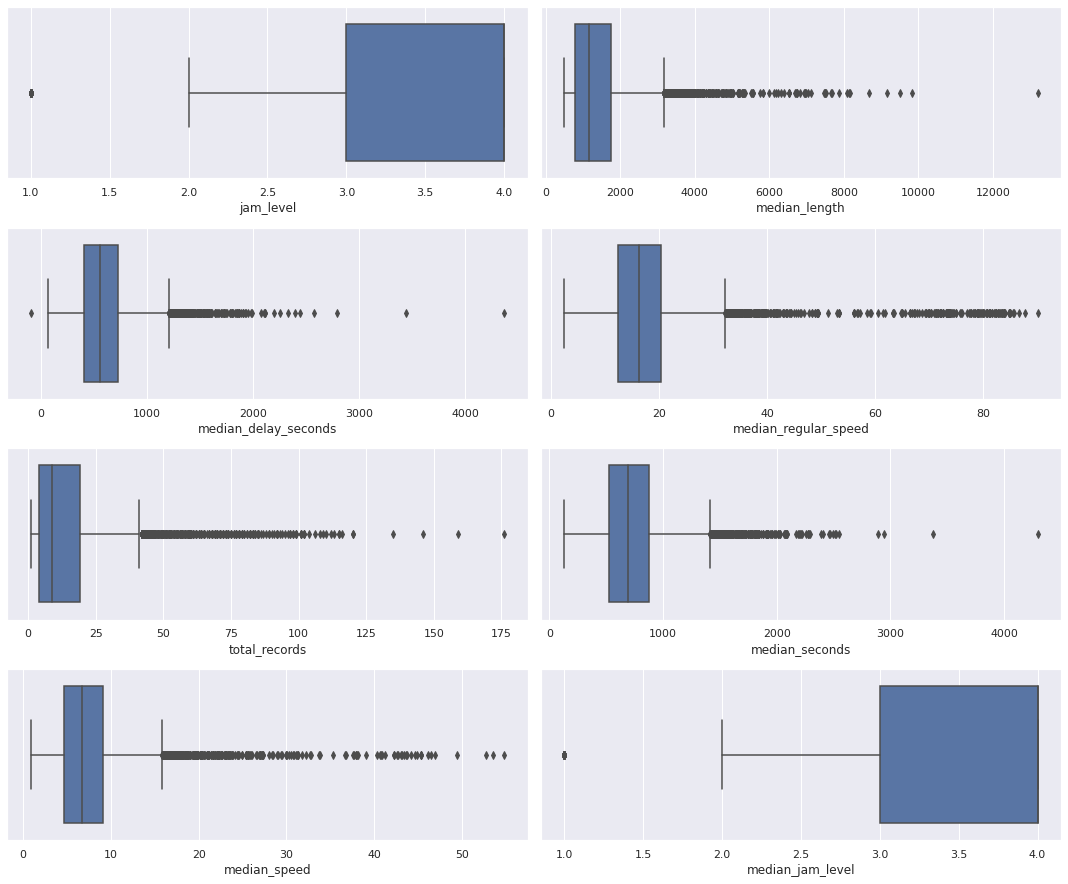 1.0 1.5 2.0 2.5 3.0 3.5 4.0
jam_level
0 2000 4000 6000 8000 10000 12000
median_length
0 1000 2000 3000 4000
median_delay_seconds
0 20 40 60 80
median_regular_speed
0 25 50 75 100 125 150 175
total_records
0 1000 2000 3000 4000
median_seconds
0 10 20 30 40 50
median_speed
1.0 1.5 2.0 2.5 3.0 3.5 4.0
median_jam_level